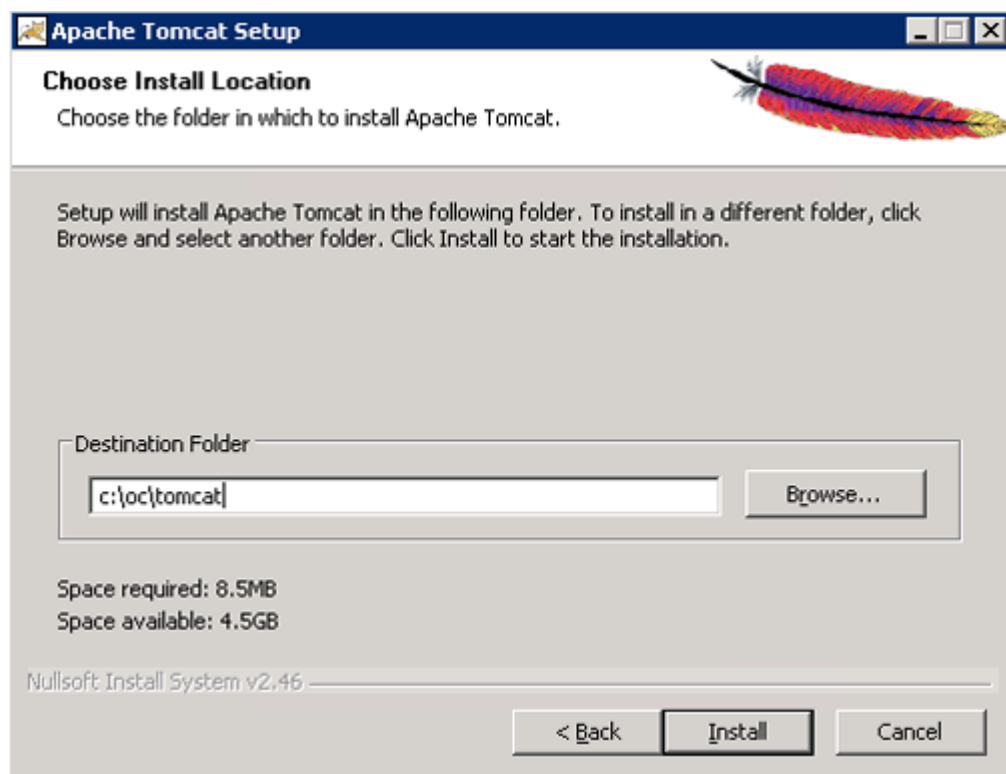 Apache Tomcat Setup
Choose Install Location
Choose the folder in which to install Apache Tomcat.
Setup will install Apache Tomcat in the following folder. To install in a different folder, click
Browse and select another folder. Click Install to start the installation.
Destination Folder
c:\oc\tomcat
Browse...
Space required: 8.5MB
Space available: 4.5GB
Nullsoft Install System v2.46
< Back
Install
Cancel